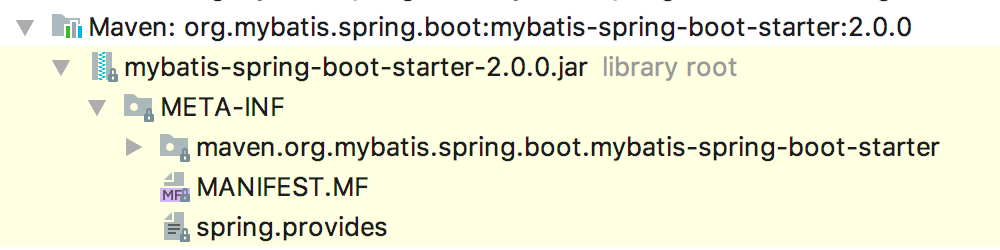 Maven: org.mybatis.spring.boot:mybatis-spring-boot-starter:2.0.0
mybatis-spring-boot-starter-2.0.0.jar library root
META-INF
maven.org.mybatis.spring.boot.mybatis-spring-boot-starter
MF MANIFEST.MF
spring.provides